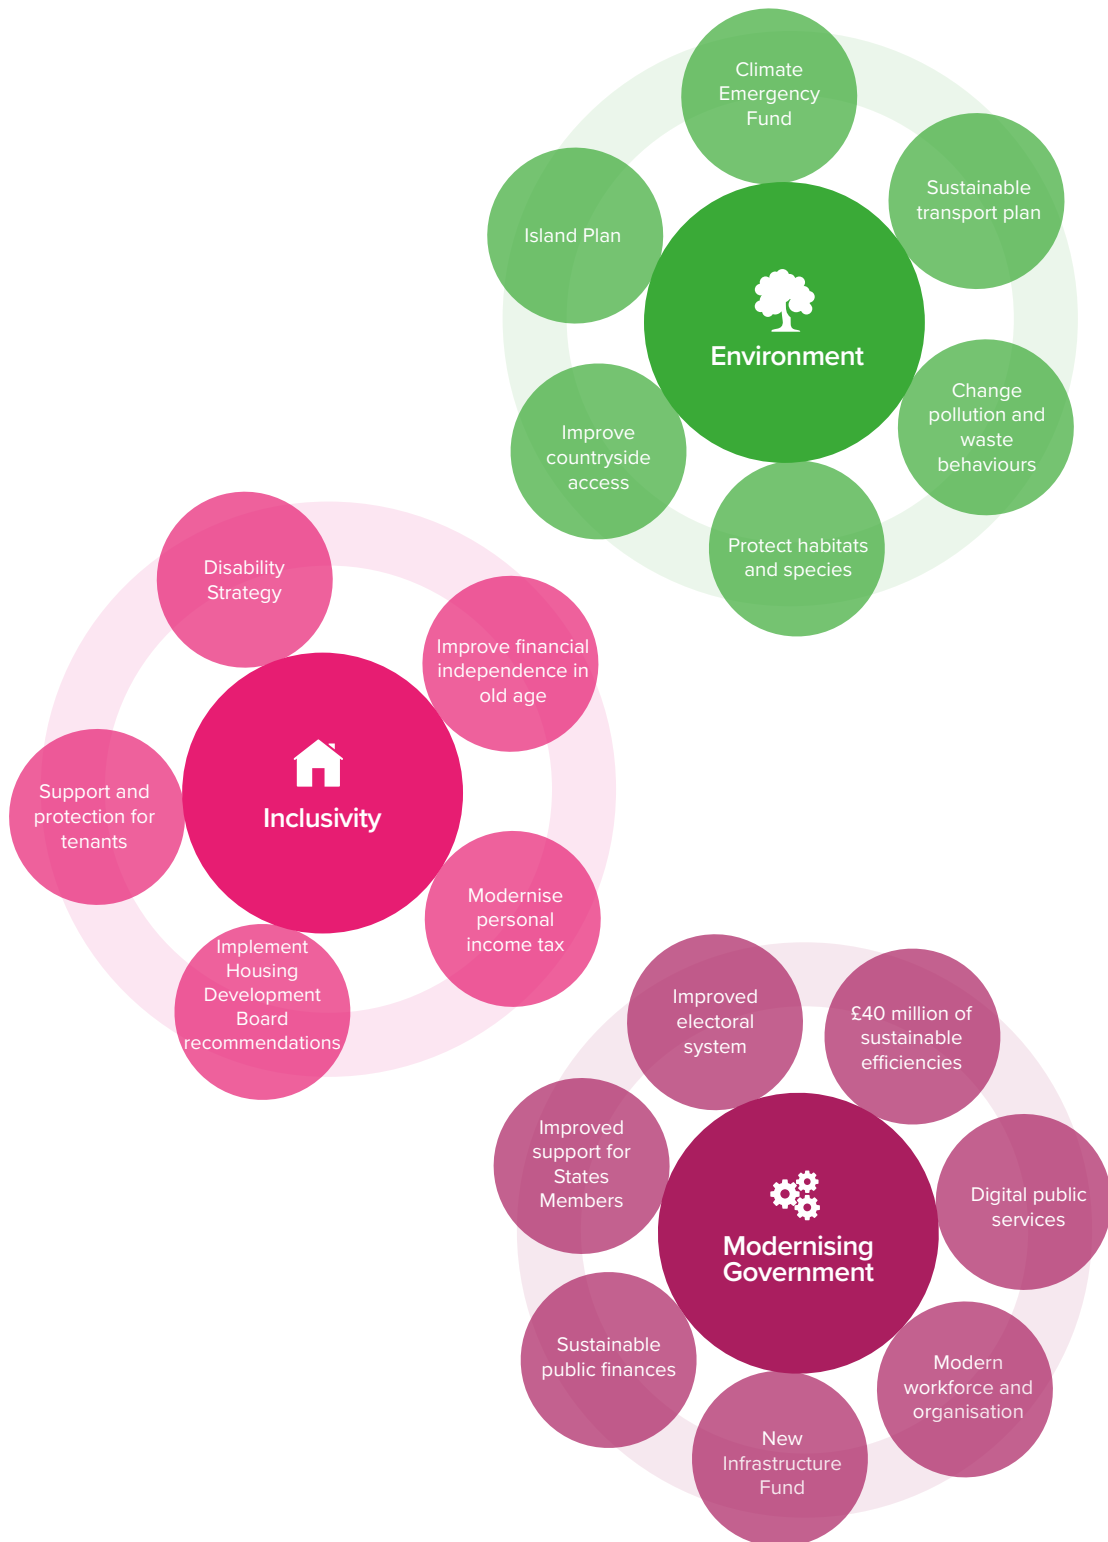 Climate
Emergency
Fund
Sustainable
transport plan
Island Plan
Environment
Change
pollution and
waste
behaviours
Improve
countryside
access
Protect habitats
and species
Disability
Strategy
Improve financial
independence in
old age
Support and
protection for
tenants
Inclusivity
Modernise
personal
income tax
Implement
Housing
Development
Board
recommendations
Improved
electoral
system
£40 million of
sustainable
efficiencies
Improved
support for
States
Members
Digital public
services
Modernising
Government
Sustainable
public finances
Modern
workforce and
organisation
New
Infrastructure
Fund